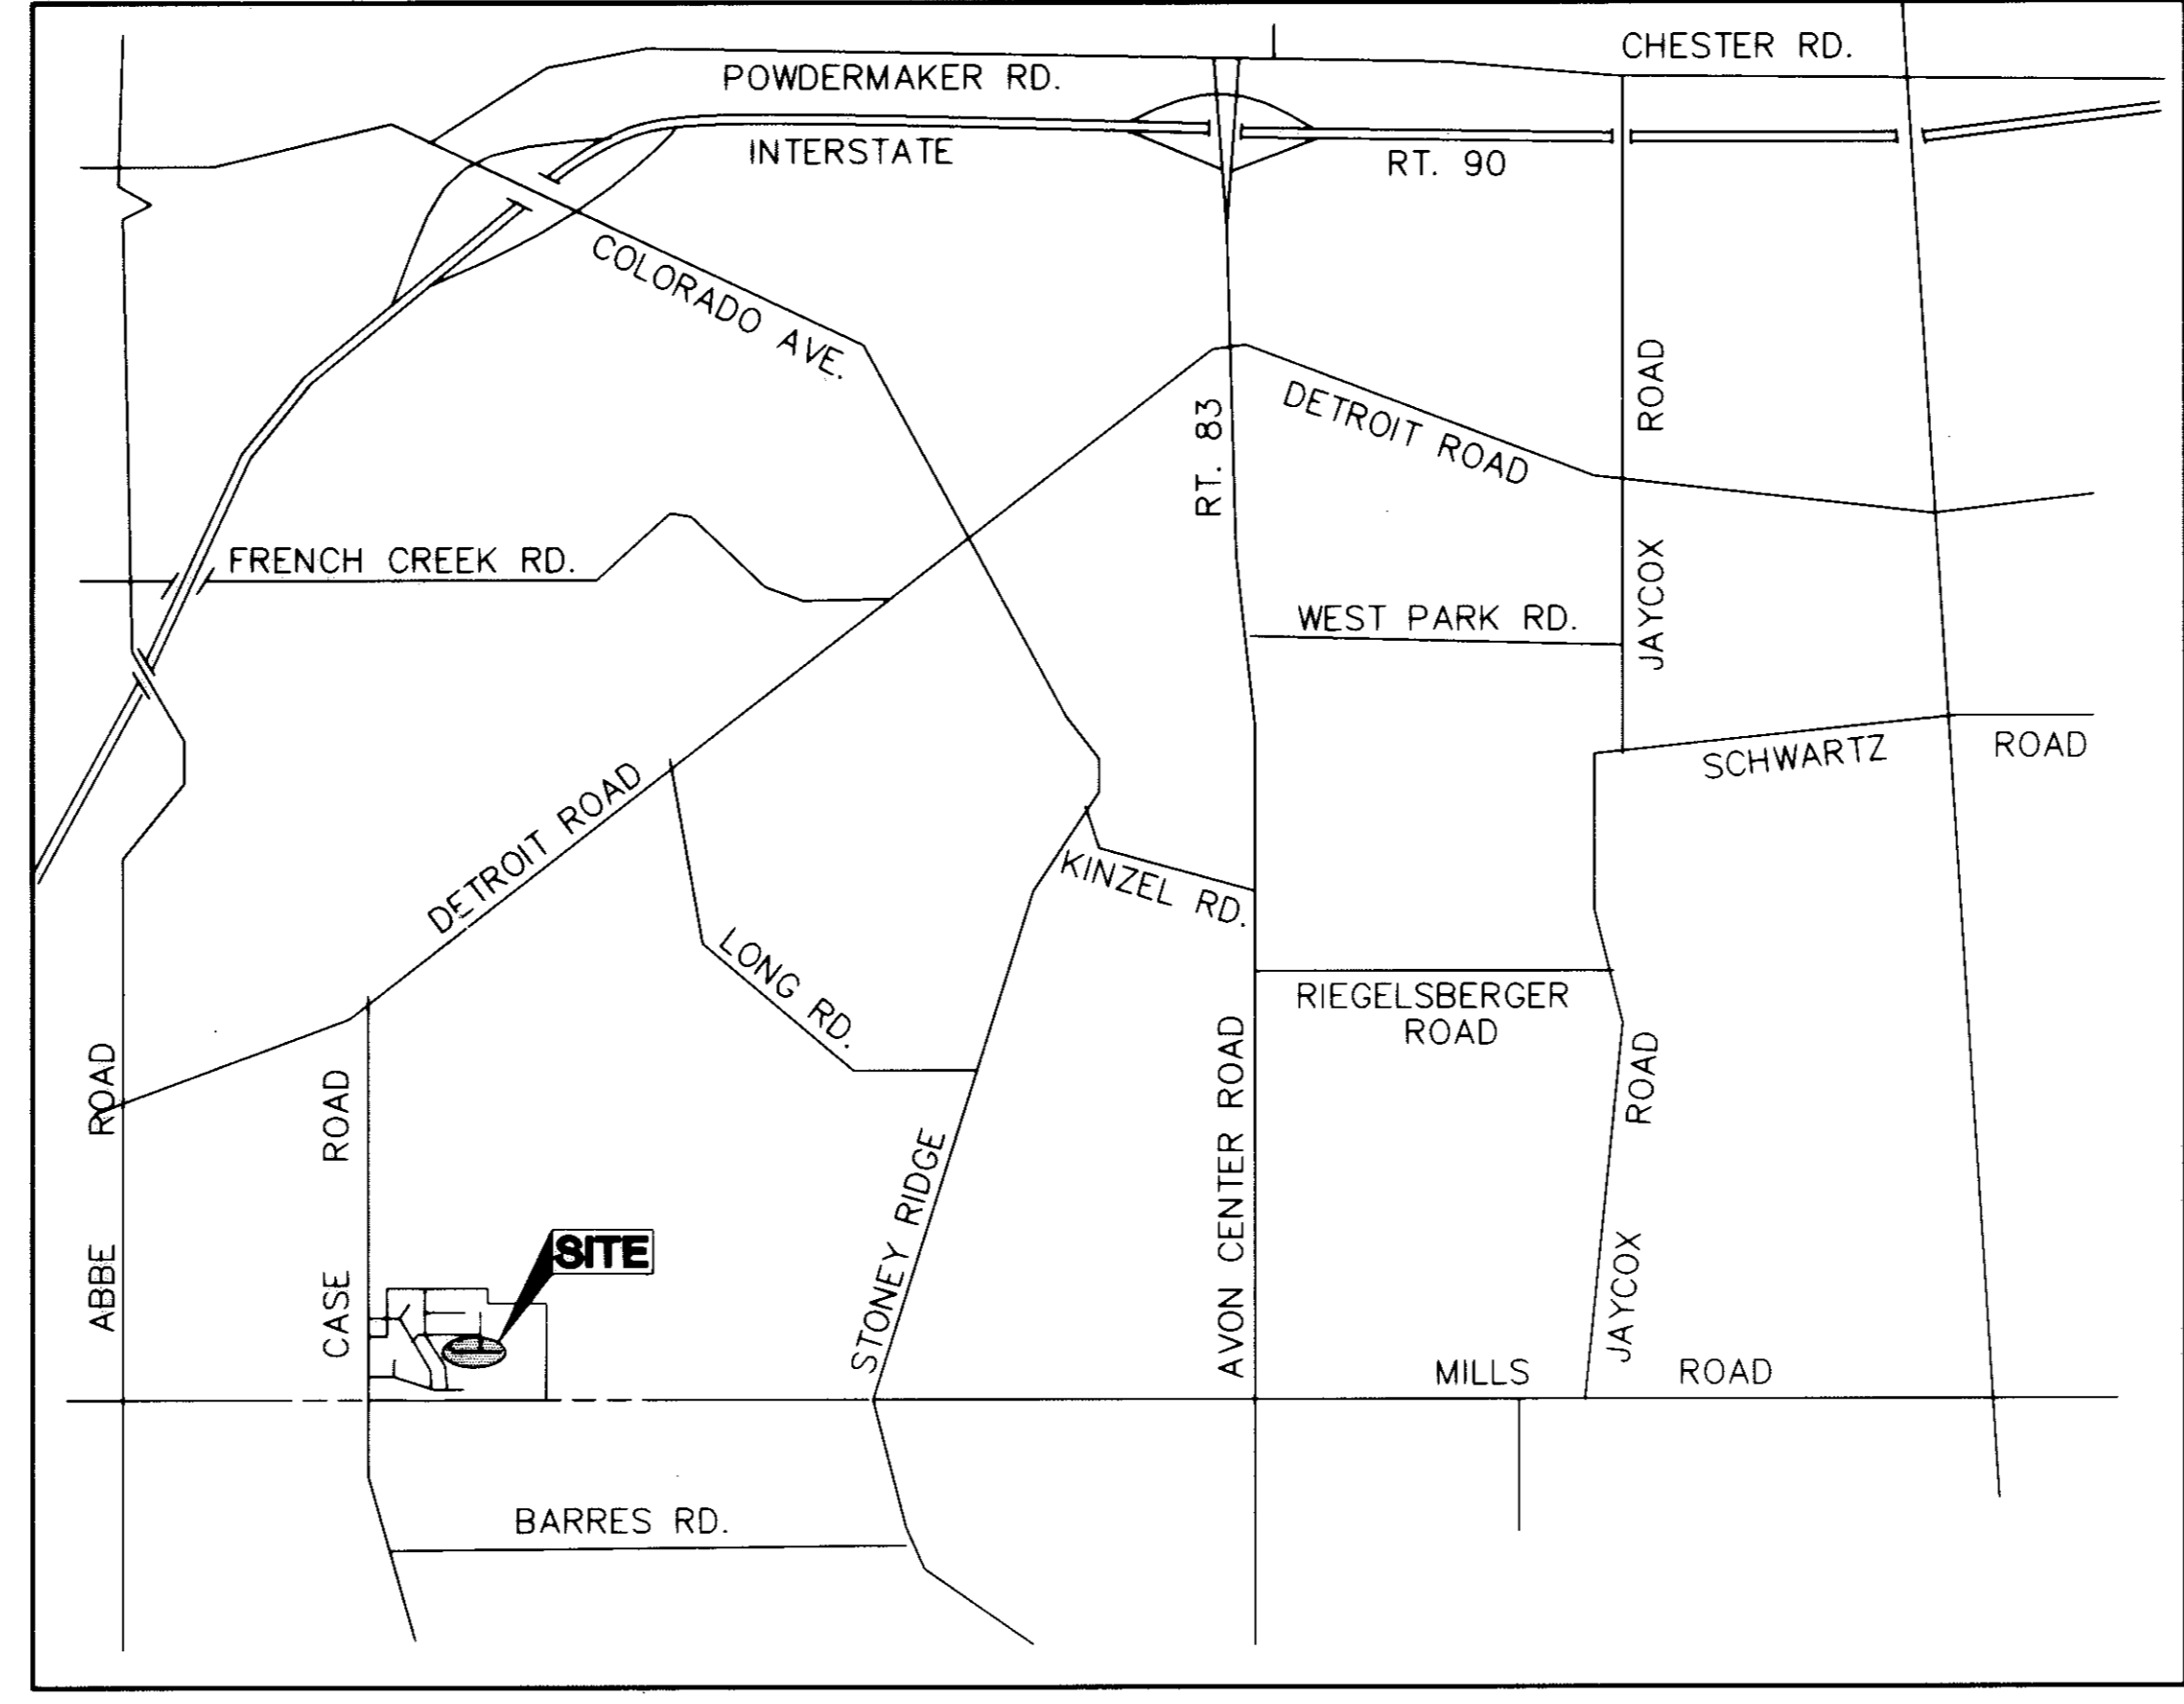 CHESTER RD.
POWDERMAKER RD.
INTERSTATE
RT. 90
COLORADO AVE.
ROAD
DETROIT ROAD
RT. 83
FRENCH CREEK RD.
JAYCOX
WEST PARK RD.
SCHWARTZ
ROAD
DETROIT ROAD
KINZEL RD.
LONG RD.
RIEGELSBERGER
ROAD
ABBE ROAD
CASE ROAD
STONEY RIDGE
AVON CENTER ROAD
JAYCOX ROAD
SITE
MILLS ROAD
BARRES RD.